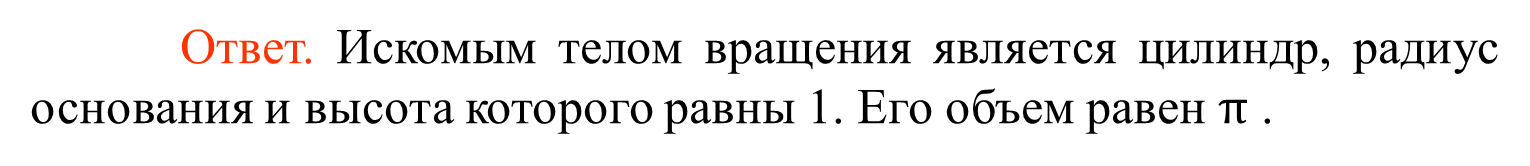 Ответ. Искомым телом вращения является цилиндр, радиус
основания и высота которого равны 1. Его объем равен π .